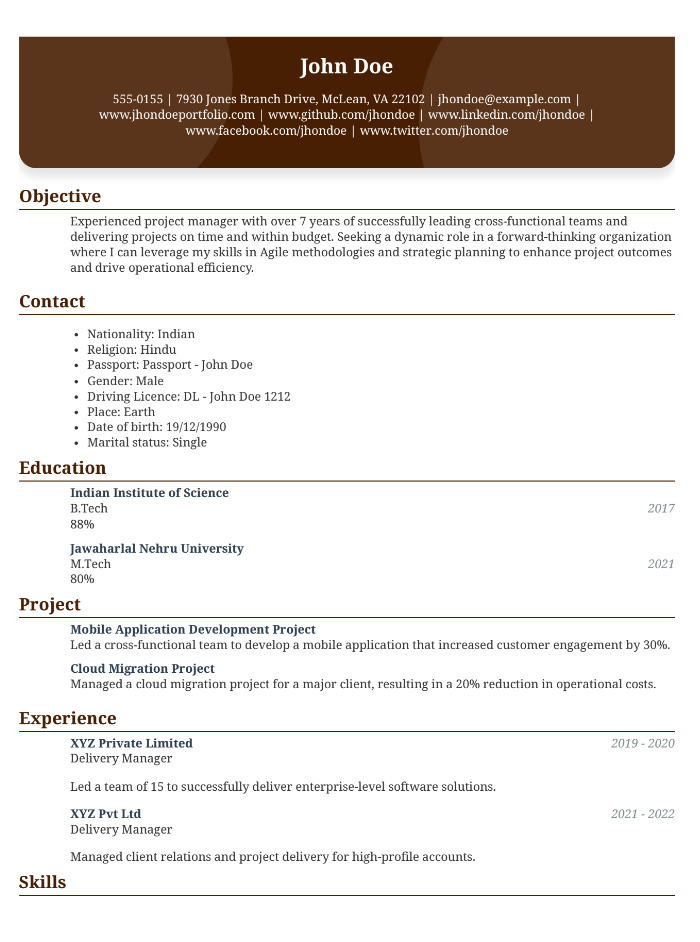 John Doe
555-0155 | 7930 Jones Branch Drive, McLean, VA 22102 | jhondoe@example.com |
www.jhondoeportfolio.com | www.github.com/jhondoe | www.linkedin.com/jhondoe |
www.facebook.com/jhondoe | www.twitter.com/jhondoe
Objective
Experienced project manager with over 7 years of successfully leading cross-functional teams and
delivering projects on time and within budget. Seeking a dynamic role in a forward-thinking organization
where I can leverage my skills in Agile methodologies and strategic planning to enhance project outcomes
and drive operational efficiency.
Contact
• Nationality: Indian
• Religion: Hindu
• Passport: Passport - John Doe
• Gender: Male
• Driving Licence: DL - John Doe 1212
• Place: Earth
• Date of birth: 19/12/1990
• Marital status: Single
Education
Indian Institute of Science
B.Tech 2017
88%
Jawaharlal Nehru University
M.Tech 2021
80%
Project
Mobile Application Development Project
Led a cross-functional team to develop a mobile application that increased customer engagement by 30%.
Cloud Migration Project
Managed a cloud migration project for a major client, resulting in a 20% reduction in operational costs.
Experience
XYZ Private Limited 2019 - 2020
Delivery Manager
Led a team of 15 to successfully deliver enterprise-level software solutions.
XYZ Pvt Ltd 2021 - 2022
Delivery Manager
Managed client relations and project delivery for high-profile accounts.
Skills